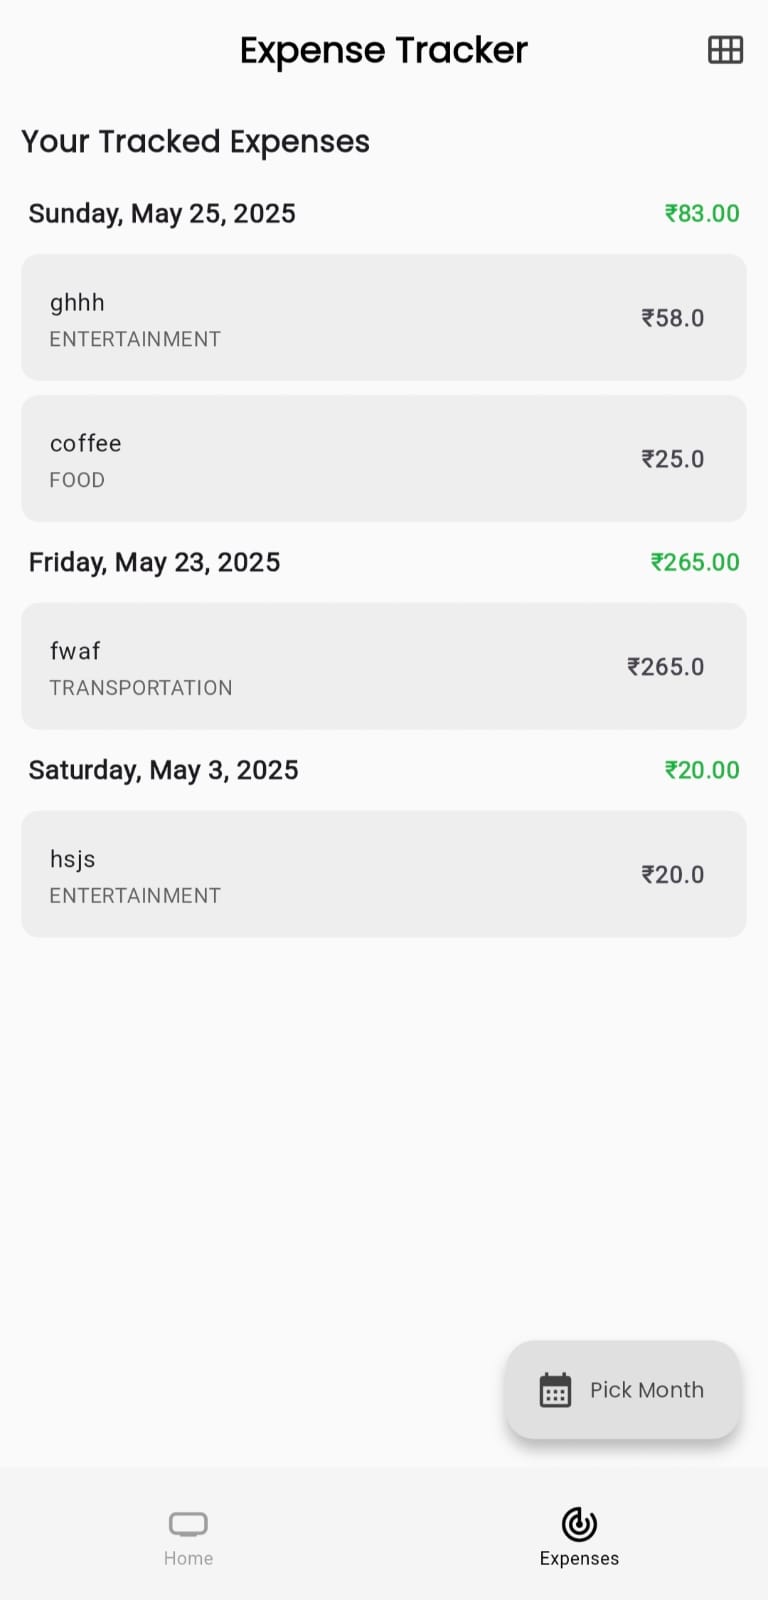 Expense Tracker
Your Tracked Expenses
Sunday, May 25, 2025 ₹83.00
ghhh
ENTERTAINMENT
₹58.0
coffee
FOOD
₹25.0
Friday, May 23, 2025 ₹265.00
fwaf
TRANSPORTATION
₹265.0
Saturday, May 3, 2025 ₹20.00
hsjs
ENTERTAINMENT
₹20.0
Pick Month
Home Expenses